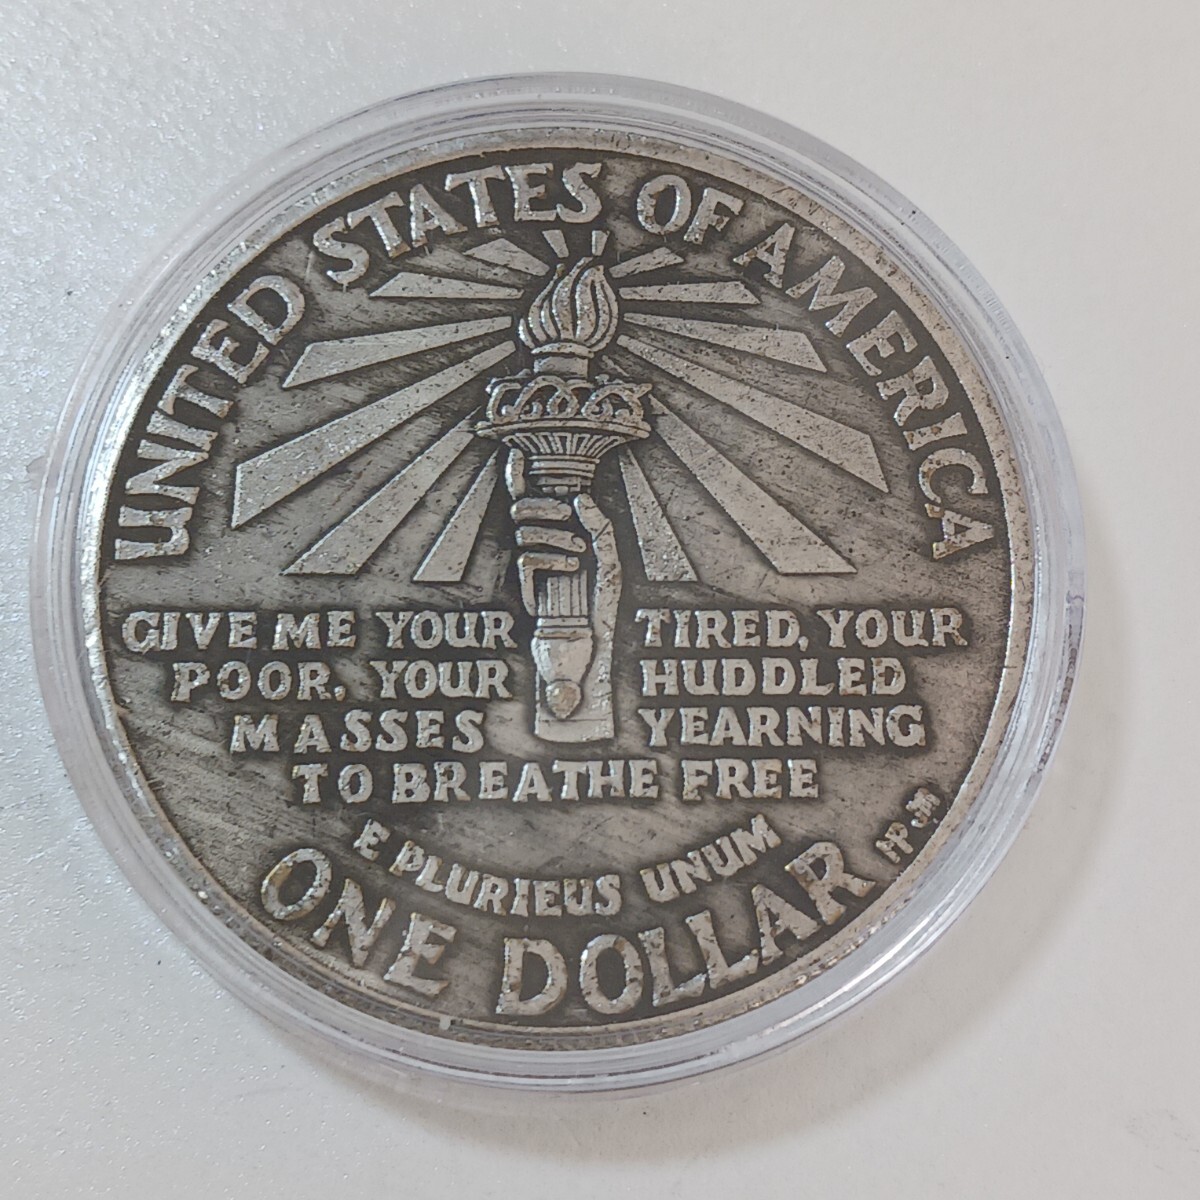 UNITED STATES OF AMERICA
GIVE ME YOUR TIRED, YOUR
POOR, YOUR HUDDLED
MASSES YEARNING
TO BREATHE FREE
E PLURIEUS UNUM
ONE DOLLAR